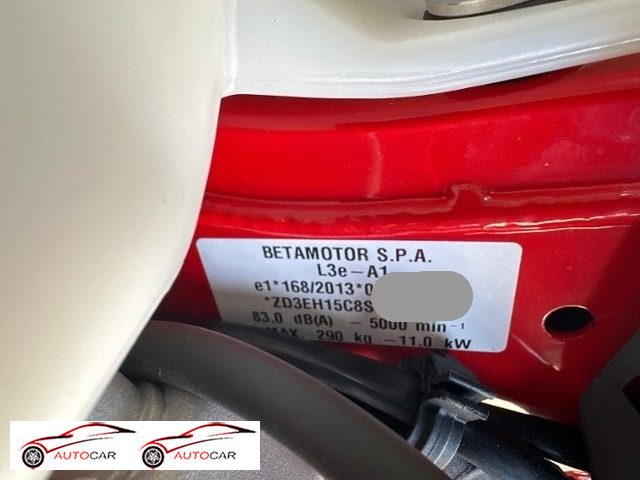 BETAMOTOR S.P.A.
L3e-A1
e1*168/2013*0
*ZD3EH15C8S
83,0 dB(A) - 5000 min-¹
MAX. 290 kg -11,0 kW
AUTOCAR
AUTOCAR